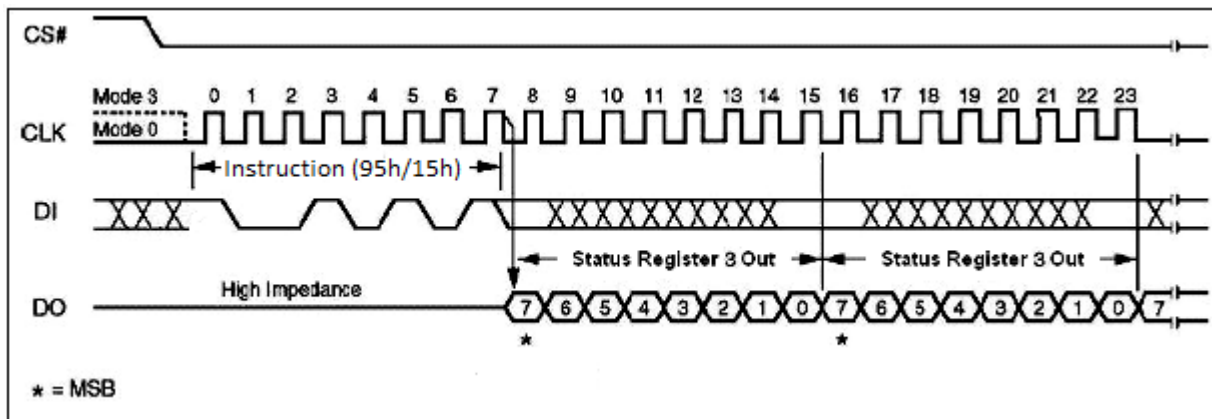 CS#
Mode 3
0 1 2 3 4 5 6 7 8 9 10 11 12 13 14 15 16 17 18 19 20 21 22 23
CLK
Mode 0
Instruction (95h/15h)
DI
Status Register 3 Out
Status Register 3 Out
High Impedance
DO
7 6 5 4 3 2 1 0 7 6 5 4 3 2 1 0 7
* *
* = MSB